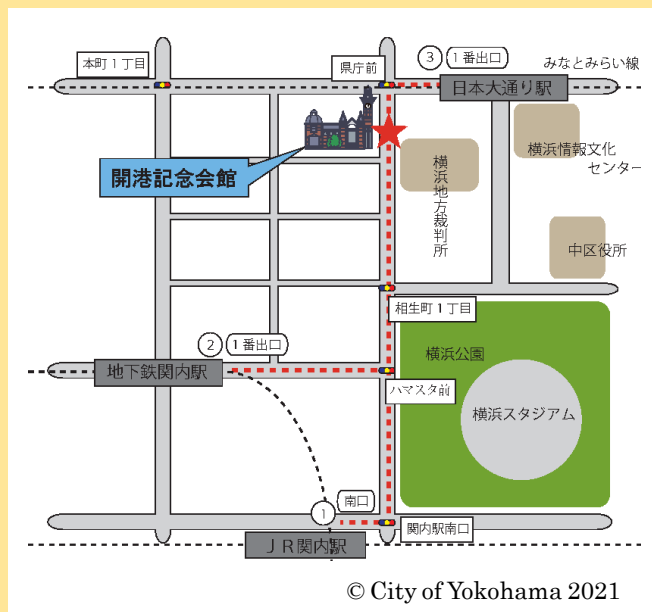 本町１丁目
県庁前
③
１番出口
みなとみらい線
日本大通り駅
開港記念会館
横浜地方裁判所
横浜情報文化
センター
中区役所
相生町１丁目
②
１番出口
地下鉄関内駅
ハマスタ前
横浜公園
横浜スタジアム
①
南口
関内駅南口
ＪＲ関内駅
© City of Yokohama 2021